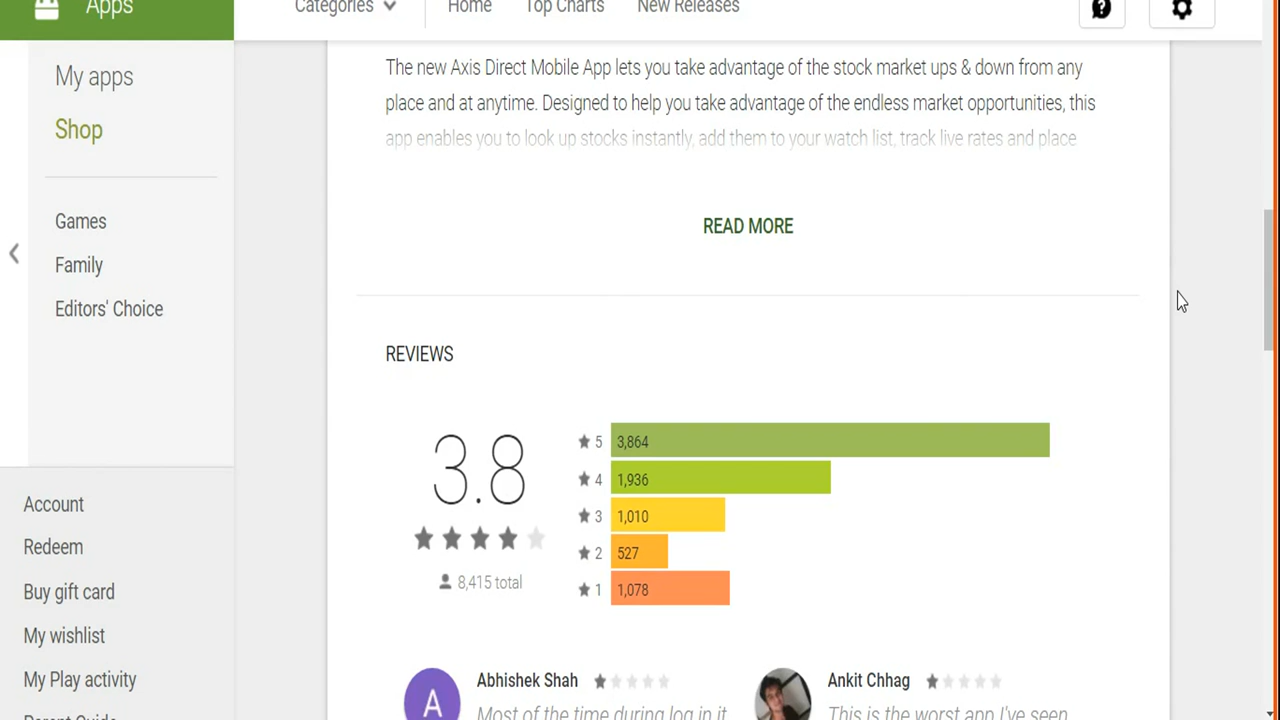 Apps
Categories
Home
Top Charts
New Releases
My apps
Shop
Games
Family
Editors' Choice
Account
Redeem
Buy gift card
My wishlist
My Play activity
Parent Guide
The new Axis Direct Mobile App lets you take advantage of the stock market ups & down from any
place and at anytime. Designed to help you take advantage of the endless market opportunities, this
app enables you to look up stocks instantly, add them to your watch list, track live rates and place
READ MORE
REVIEWS
3.8
8,415 total
5 3,864
4 1,936
3 1,010
2 527
1 1,078
A
Abhishek Shah
Most of the time during log in it
Ankit Chhag
This is the worst app I've seen